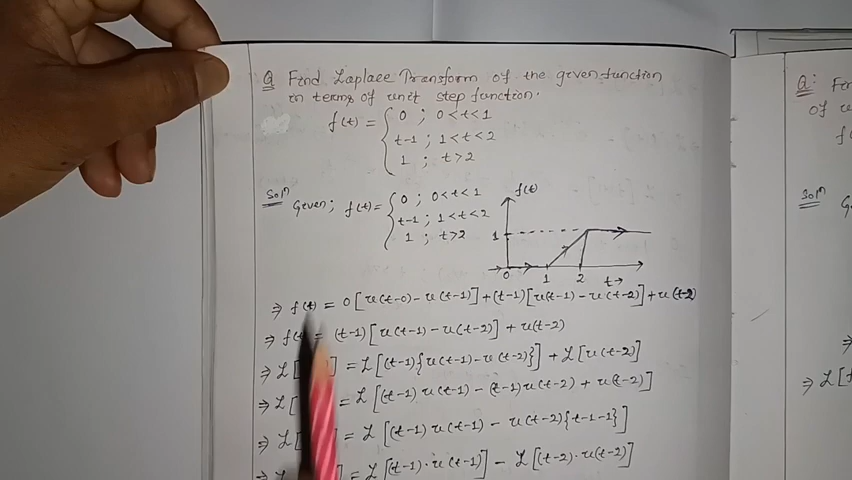 Q Find Laplace Transform of the given function
in terms of unit step function.
f(t) = { 0 ; 0<t<1
t-1 ; 1<t<2
1 ; t>2
Solⁿ Given; f(t) = { 0 ; 0<t<1
t-1 ; 1<t<2
1 ; t>2
f(t)
1
0 1 2 t→
⇒ f(t) = 0[u(t-0) - u(t-1)] + (t-1)[u(t-1) - u(t-2)] + u(t-2)
⇒ f(t) = (t-1)[u(t-1) - u(t-2)] + u(t-2)
⇒ L[ ] = L[(t-1){u(t-1) - u(t-2)}] + L[u(t-2)]
⇒ L[ ] = L[(t-1) u(t-1) - (t-1) u(t-2) + u(t-2)]
⇒ L[ ] = L[(t-1) u(t-1) - u(t-2){t-1-1}]
⇒ ] = L[(t-1)·u(t-1)] - L[(t-2)·u(t-2)]
Q:
of
Solⁿ
⇒
⇒ L[